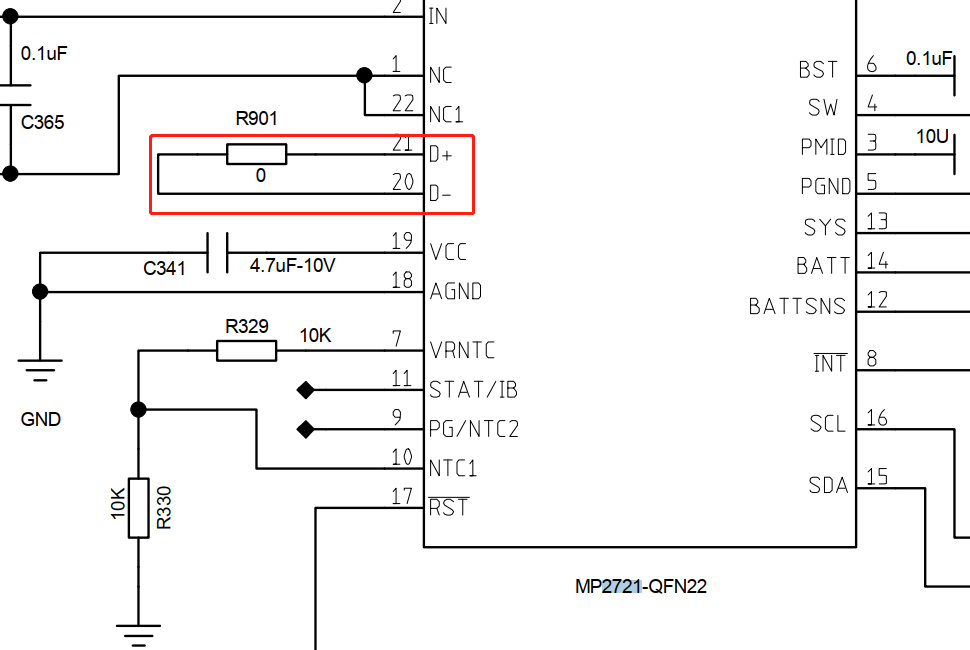 2 IN
0.1uF
C365
1 NC
22 NC1
R901
0
21 D+
20 D-
C341
4.7uF-10V
19 VCC
18 AGND
GND
R329
10K
7 VRNTC
11 STAT/IB
9 PG/NTC2
10 NTC1
17 RST
10K
R330
BST 6
0.1uF
SW 4
PMID 3
10U
PGND 5
SYS 13
BATT 14
BATTSNS 12
INT 8
SCL 16
SDA 15
MP2721-QFN22